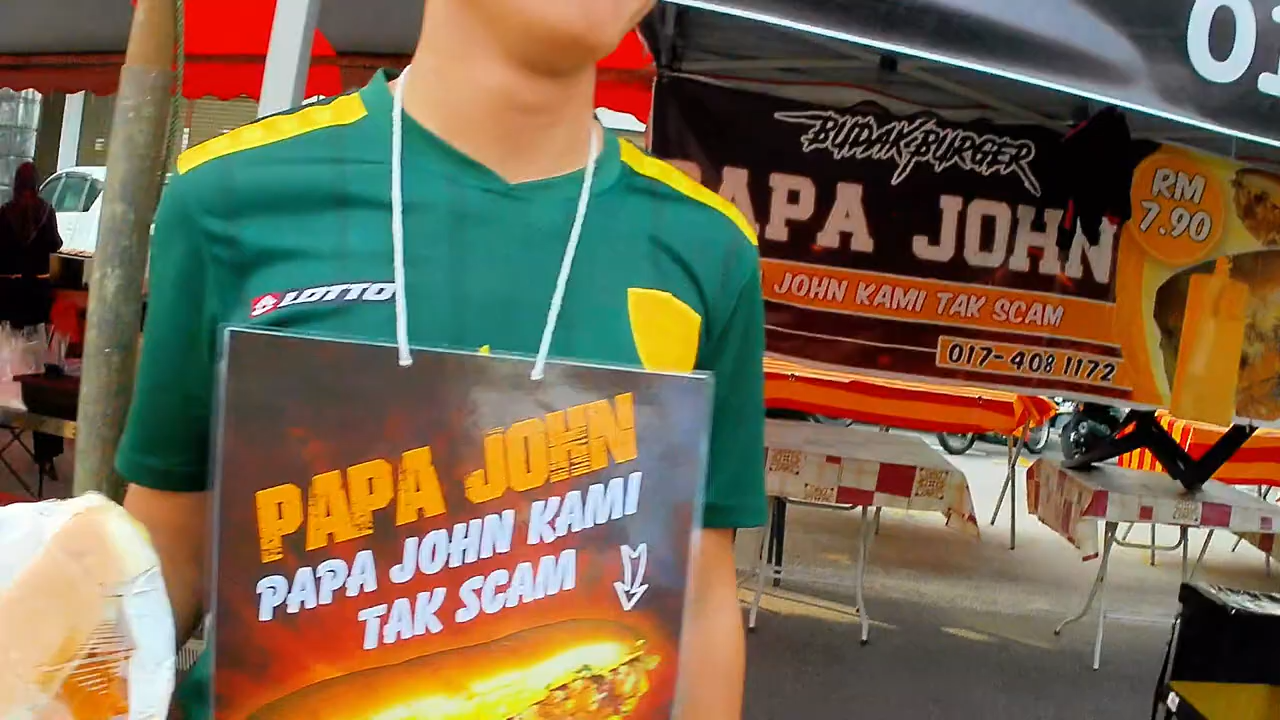 01
BUDAK BURGER
PAPA JOHN
JOHN KAMI TAK SCAM
017-408 1172
RM
7.90
LOTTO
PAPA JOHN
PAPA JOHN KAMI
TAK SCAM